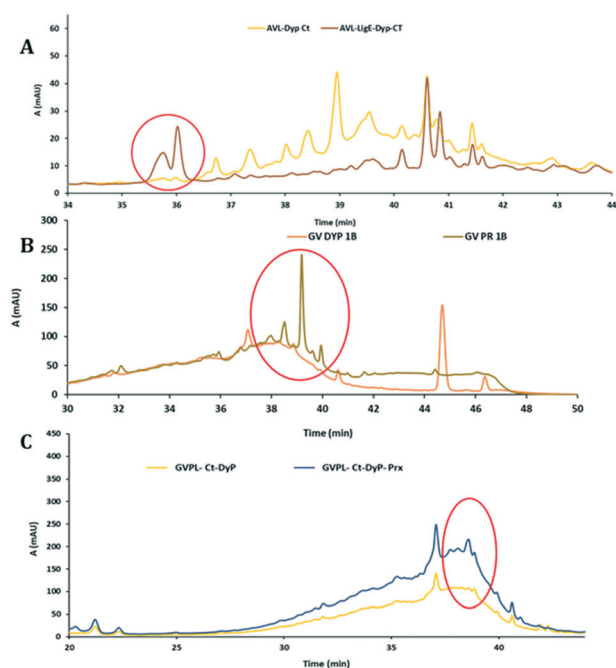 A
AVL-Dyp Ct
AVL-LigE-Dyp-CT
60
50
40
30
20
10
0
A (mAU)
34 35 36 37 38 39 40 41 42 43 44
Time (min)
B
GV DYP 1B
GV PR 1B
300
250
200
150
100
50
0
A (mAU)
30 32 34 36 38 40 42 44 46 48 50
Time (min)
C
GVPL- Ct-DyP
GVPL- Ct-DyP- Prx
450
400
350
300
250
200
150
100
50
0
A (mAU)
20 25 30 35 40
Time (min)